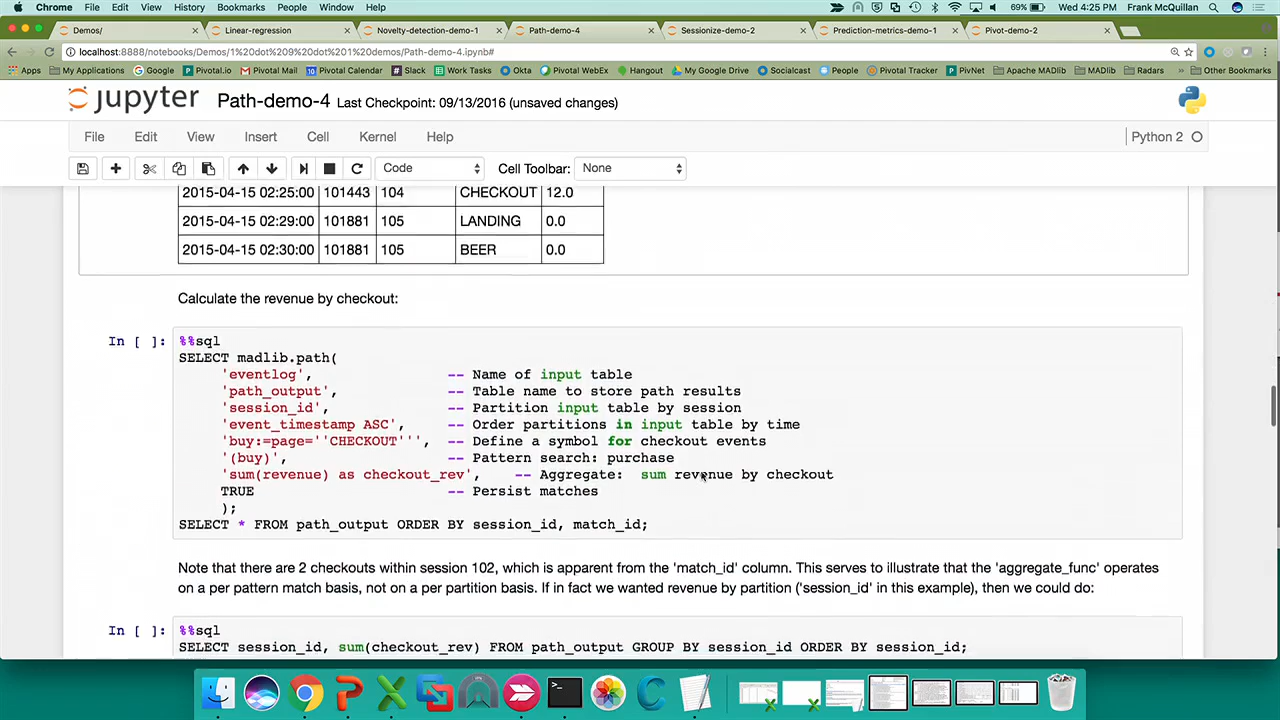 Chrome File Edit View History Bookmarks People Window Help 69% Wed 4:25 PM Frank McQuillan
Demos/ Linear-regression Novelty-detection-demo-1 Path-demo-4 Sessionize-demo-2 Prediction-metrics-demo-1 Pivot-demo-2
localhost:8888/notebooks/Demos/1%20dot%209%20dot%201%20demos/Path-demo-4.ipynb#
Apps My Applications Google Pivotal.io Pivotal Mail Pivotal Calendar Slack Work Tasks Okta Pivotal WebEx Hangout My Google Drive Socialcast People Pivotal Tracker PivNet Apache MADlib MADlib Radars » Other Bookmarks
jupyter Path-demo-4 Last Checkpoint: 09/13/2016 (unsaved changes)
File Edit View Insert Cell Kernel Help Python 2
Code Cell Toolbar: None
2015-04-15 02:25:00 101443 104 CHECKOUT 12.0
2015-04-15 02:29:00 101881 105 LANDING 0.0
2015-04-15 02:30:00 101881 105 BEER 0.0
Calculate the revenue by checkout:
In [ ]: %%sql
SELECT madlib.path(
'eventlog', -- Name of input table
'path_output', -- Table name to store path results
'session_id', -- Partition input table by session
'event_timestamp ASC', -- Order partitions in input table by time
'buy:=page=''CHECKOUT''', -- Define a symbol for checkout events
'(buy)', -- Pattern search: purchase
'sum(revenue) as checkout_rev', -- Aggregate: sum revenue by checkout
TRUE -- Persist matches
);
SELECT * FROM path_output ORDER BY session_id, match_id;
Note that there are 2 checkouts within session 102, which is apparent from the 'match_id' column. This serves to illustrate that the 'aggregate_func' operates
on a per pattern match basis, not on a per partition basis. If in fact we wanted revenue by partition ('session_id' in this example), then we could do:
In [ ]: %%sql
SELECT session_id, sum(checkout_rev) FROM path_output GROUP BY session_id ORDER BY session_id;